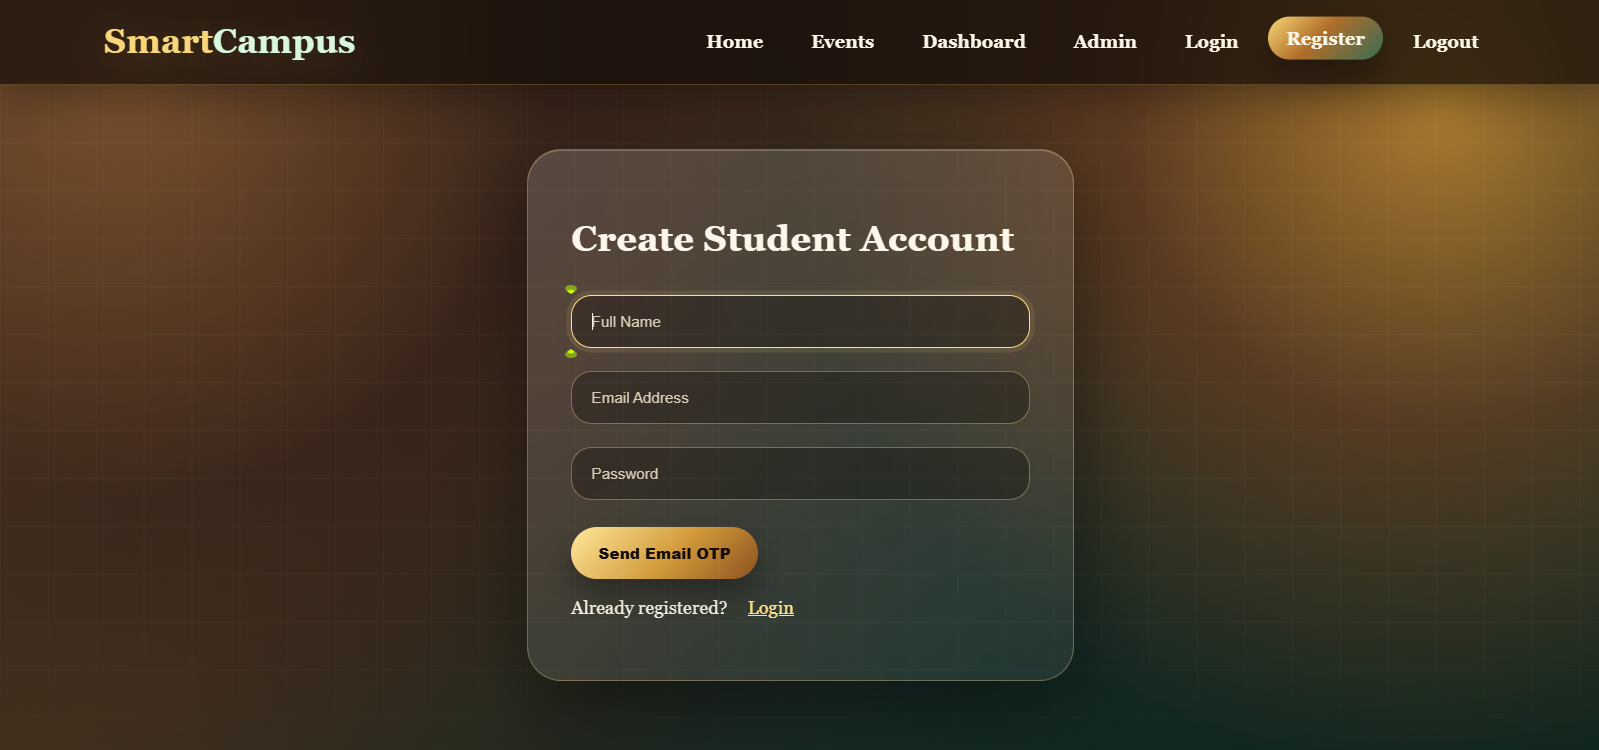 SmartCampus Home Events Dashboard Admin Login Register Logout
Create Student Account
Full Name
Email Address
Password
Send Email OTP
Already registered? Login